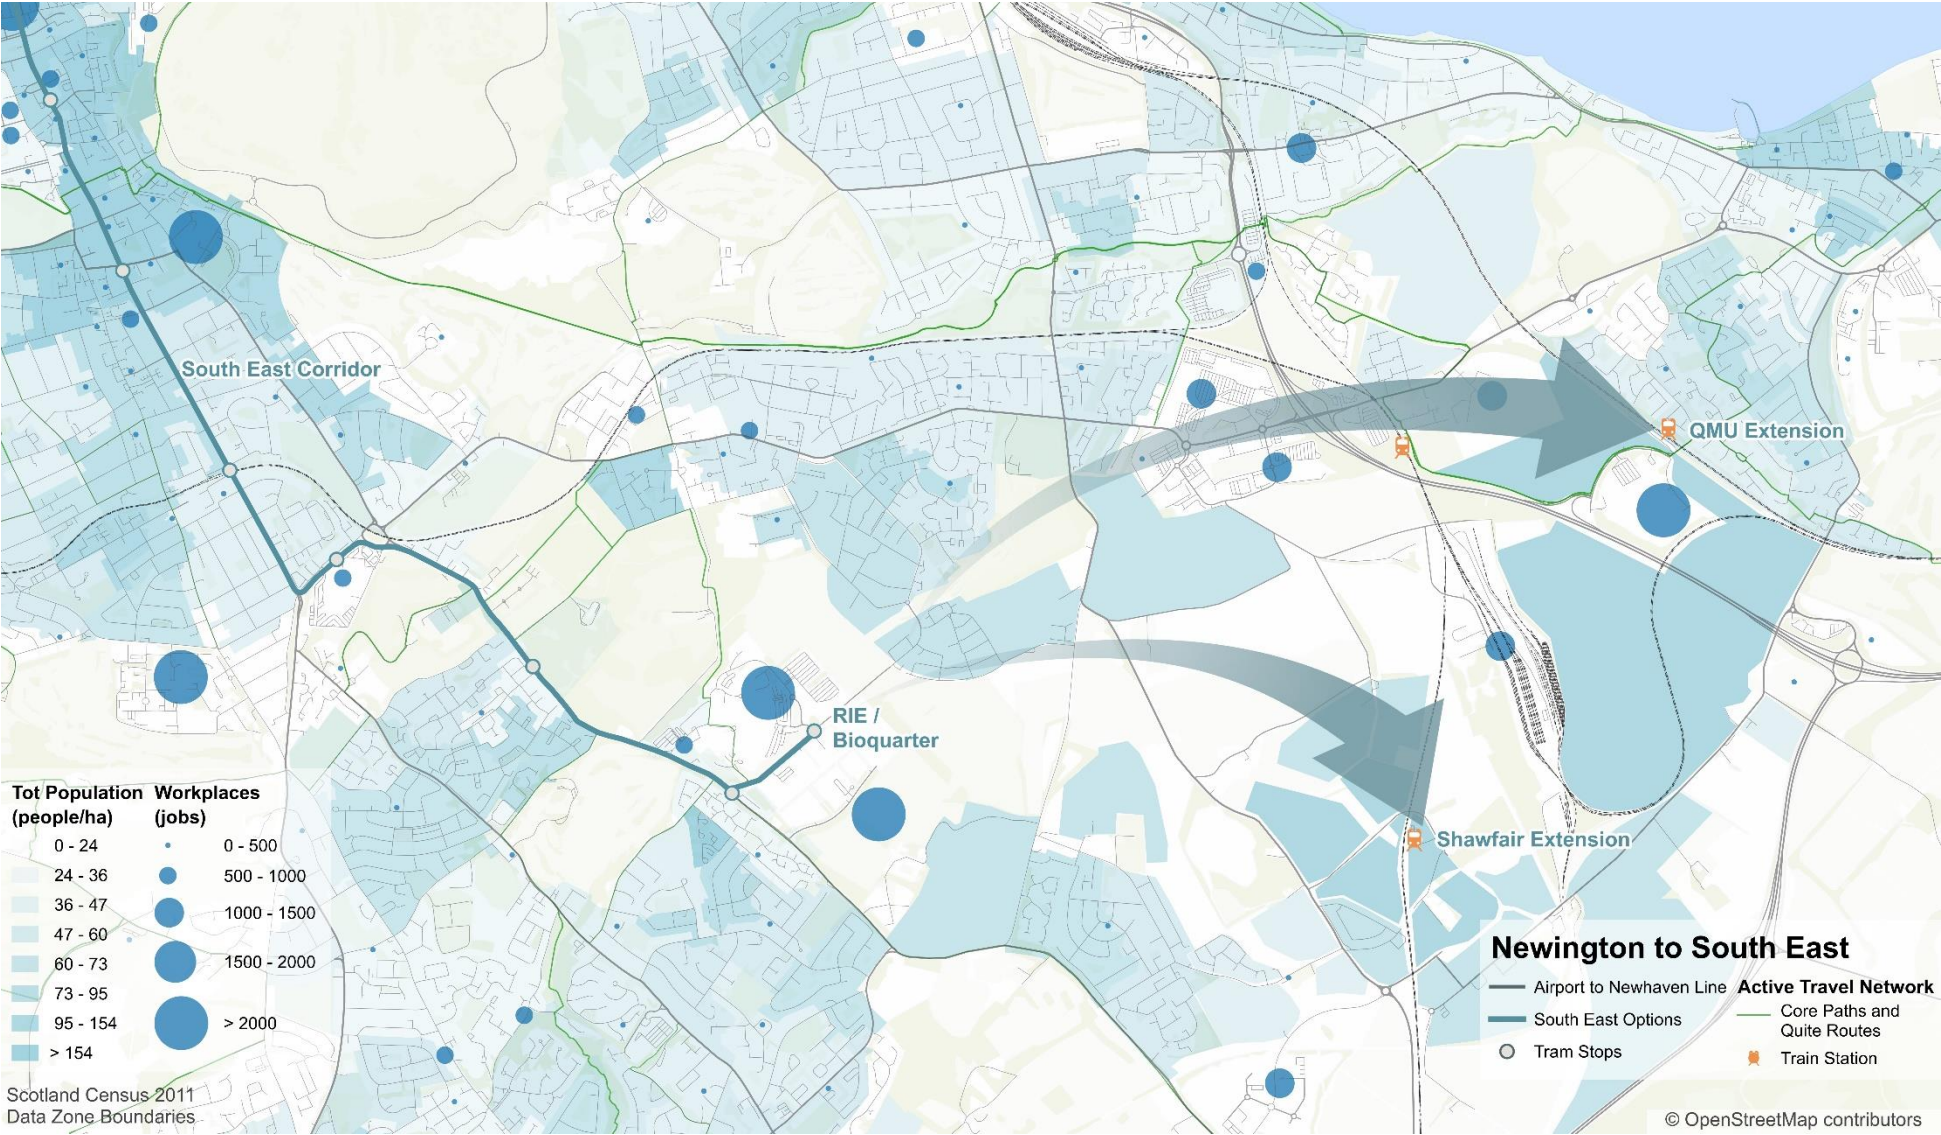 South East Corridor
QMU Extension
RIE /
Bioquarter
Shawfair Extension
Tot Population
(people/ha)
0 - 24
24 - 36
36 - 47
47 - 60
60 - 73
73 - 95
95 - 154
> 154
Workplaces
(jobs)
0 - 500
500 - 1000
1000 - 1500
1500 - 2000
> 2000
Scotland Census 2011
Data Zone Boundaries
Newington to South East
Airport to Newhaven Line
South East Options
Tram Stops
Active Travel Network
Core Paths and
Quite Routes
Train Station
© OpenStreetMap contributors